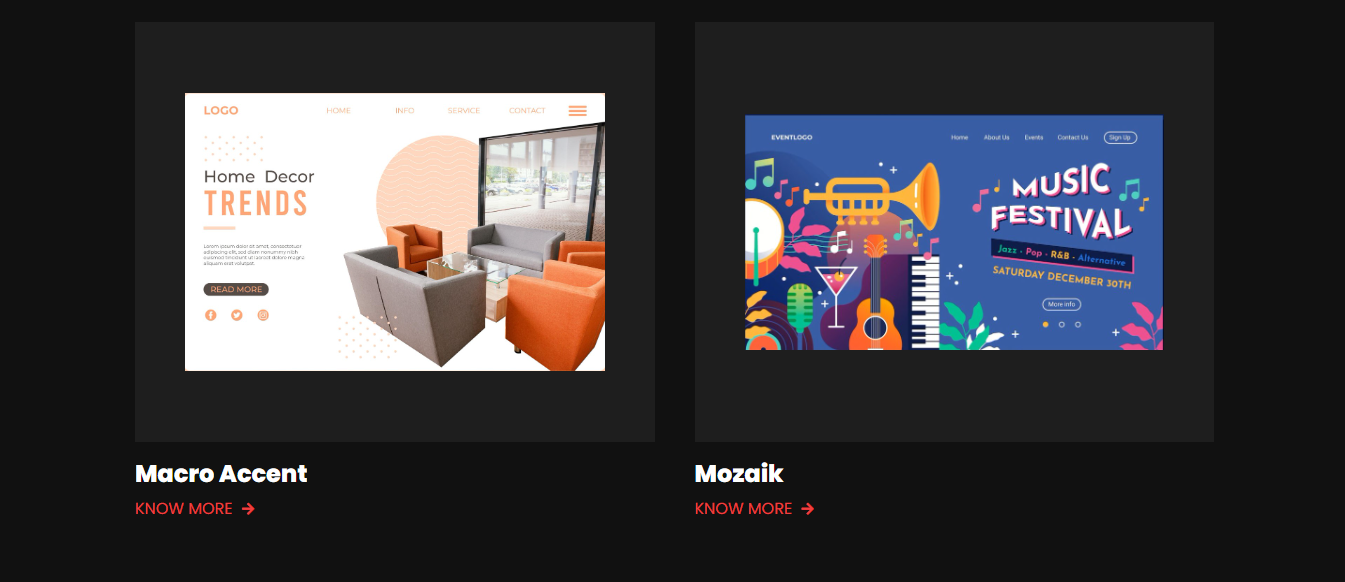 LOGO
HOME INFO SERVICE CONTACT
Home Decor
TRENDS
Lorem ipsum dolor sit amet, consectetuer
adipiscing elit, sed diam nonummy nibh
euismod tincidunt ut laoreet dolore magna
aliquam erat volutpat.
READ MORE
Macro Accent
KNOW MORE →
EVENTLOGO
Home About Us Events Contact Us Sign Up
MUSIC
FESTIVAL
Jazz - Pop - R&B - Alternative
SATURDAY DECEMBER 30TH
More info
Mozaik
KNOW MORE →